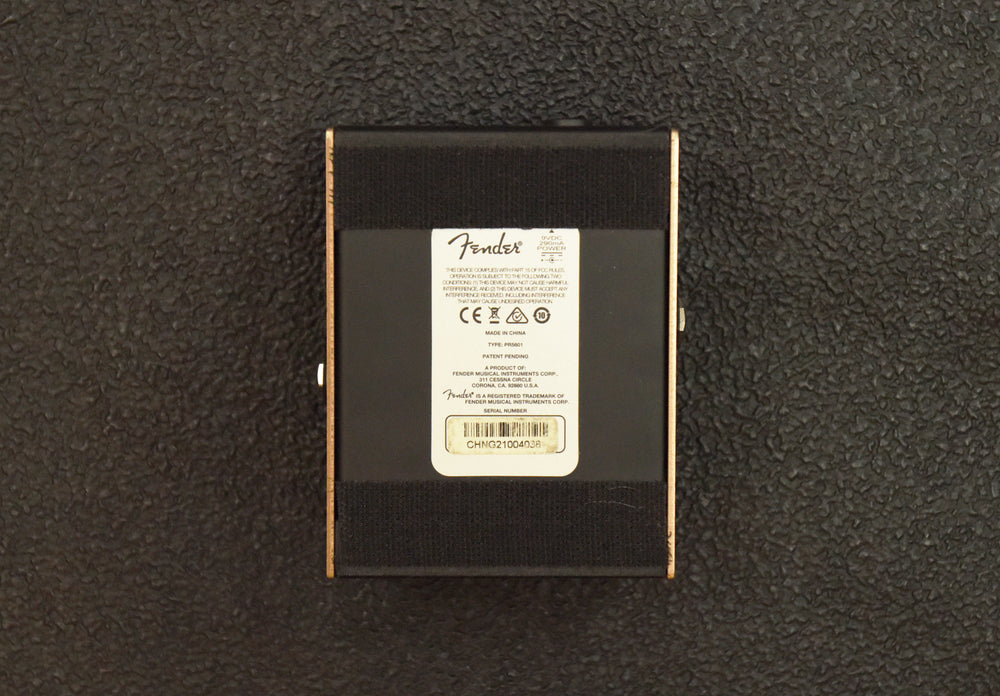 Fender®
9VDC
290mA
POWER
THIS DEVICE COMPLIES WITH PART 15 OF FCC RULES.
OPERATION IS SUBJECT TO THE FOLLOWING TWO
CONDITIONS: (1) THIS DEVICE MAY NOT CAUSE HARMFUL
INTERFERENCE, AND (2) THIS DEVICE MUST ACCEPT ANY
INTERFERENCE RECEIVED, INCLUDING INTERFERENCE
THAT MAY CAUSE UNDESIRED OPERATION.
CE 10
MADE IN CHINA
TYPE: PR5601
PATENT PENDING
A PRODUCT OF:
FENDER MUSICAL INSTRUMENTS CORP.,
311 CESSNA CIRCLE
CORONA, CA. 92880 U.S.A.
Fender® IS A REGISTERED TRADEMARK OF
FENDER MUSICAL INSTRUMENTS CORP.
SERIAL NUMBER
CHNG21004038